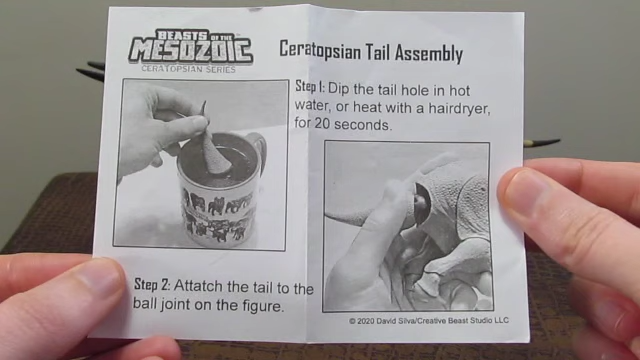 BEASTS OF THE
MESOZOIC
CERATOPSIAN SERIES
Ceratopsian Tail Assembly
Step 1: Dip the tail hole in hot
water, or heat with a hairdryer,
for 20 seconds.
Step 2: Attatch the tail to the
ball joint on the figure.
© 2020 David Silva/Creative Beast Studio LLC